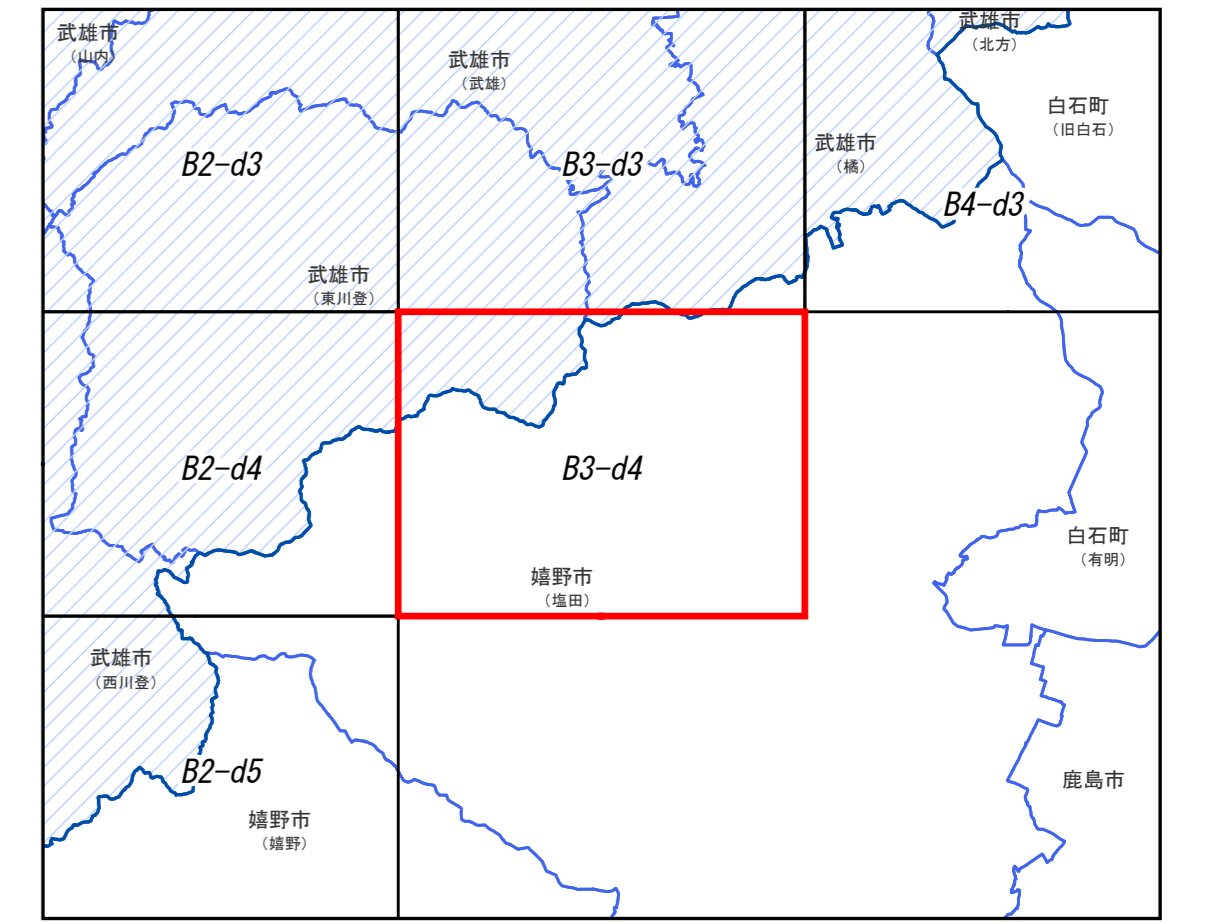 武雄市
（山内）
武雄市
（武雄）
武雄市
（北方）
白石町
（旧白石）
武雄市
（橘）
B2-d3
B3-d3
B4-d3
武雄市
（東川登）
B2-d4
B3-d4
白石町
（有明）
嬉野市
（塩田）
武雄市
（西川登）
B2-d5
鹿島市
嬉野市
（嬉野）